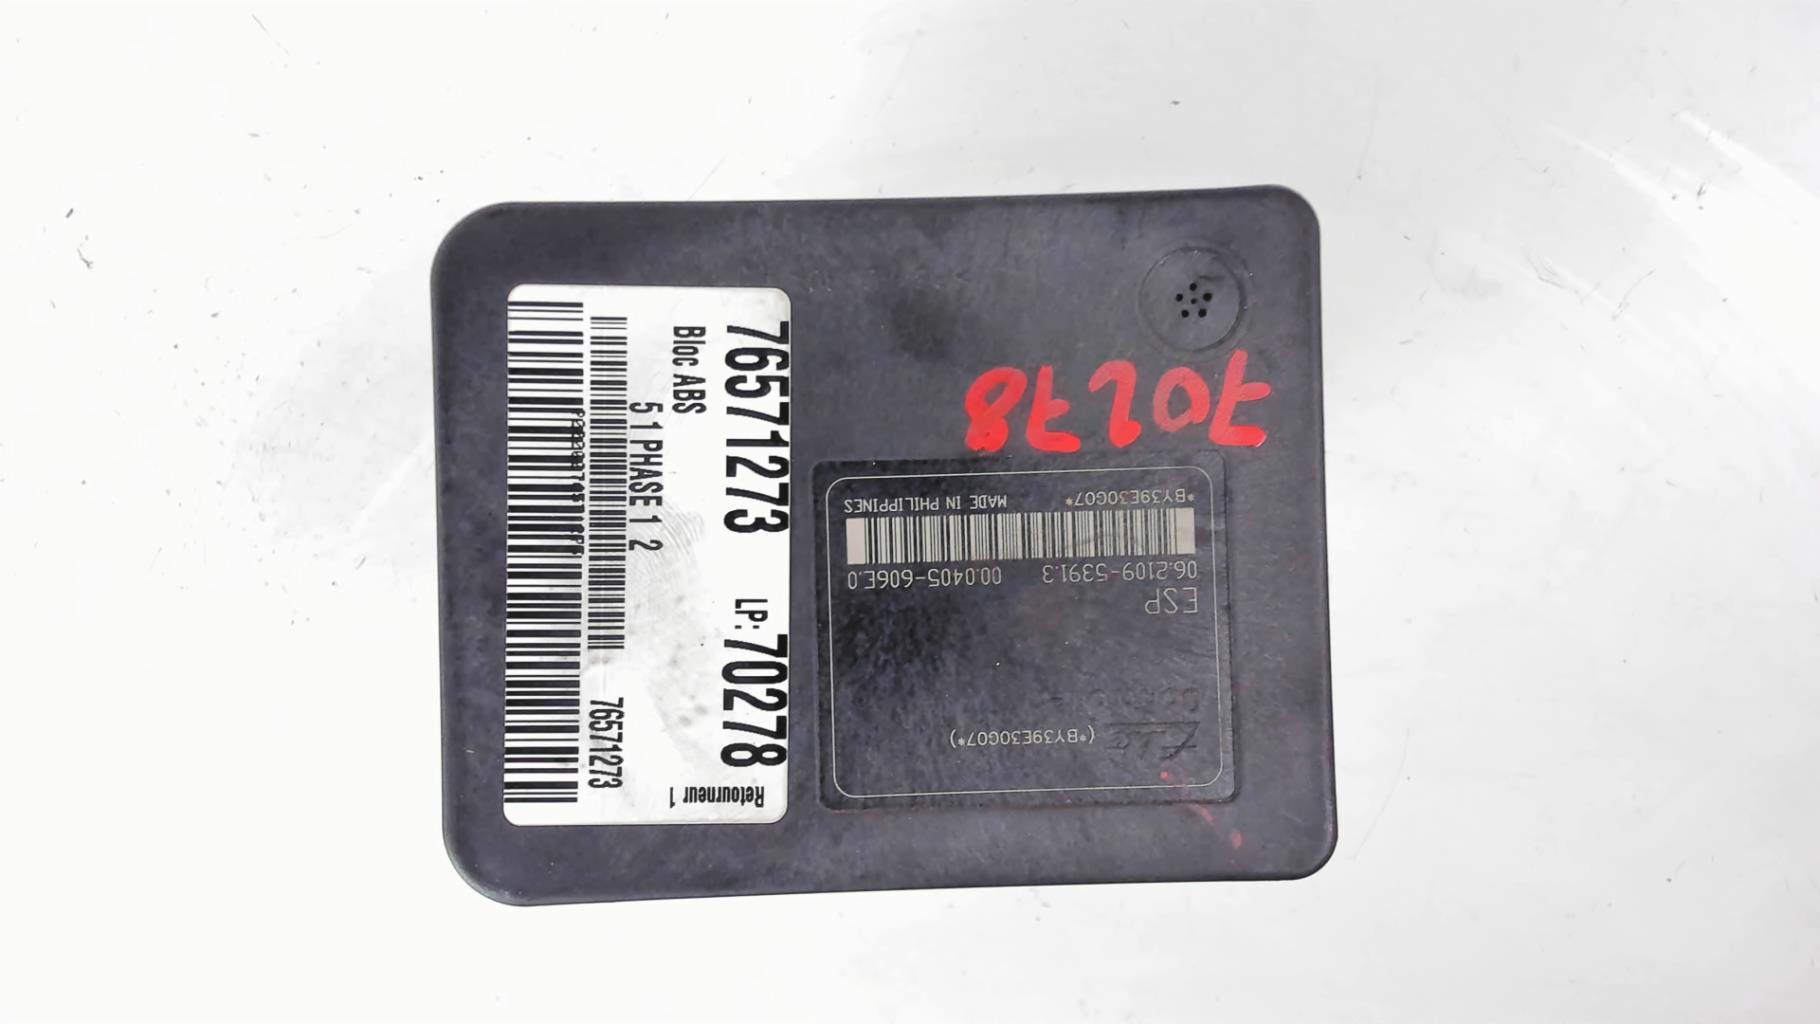 76571273 LP: 70278
Bloc ABS
Retourneur 1
5 1 PHASE 1 2
76571273
70278
*BY39E30G07* MADE IN PHILIPPINES
06.2109-5391.3 00.0405-606E.0
ESP
(*BY39E30G07*)